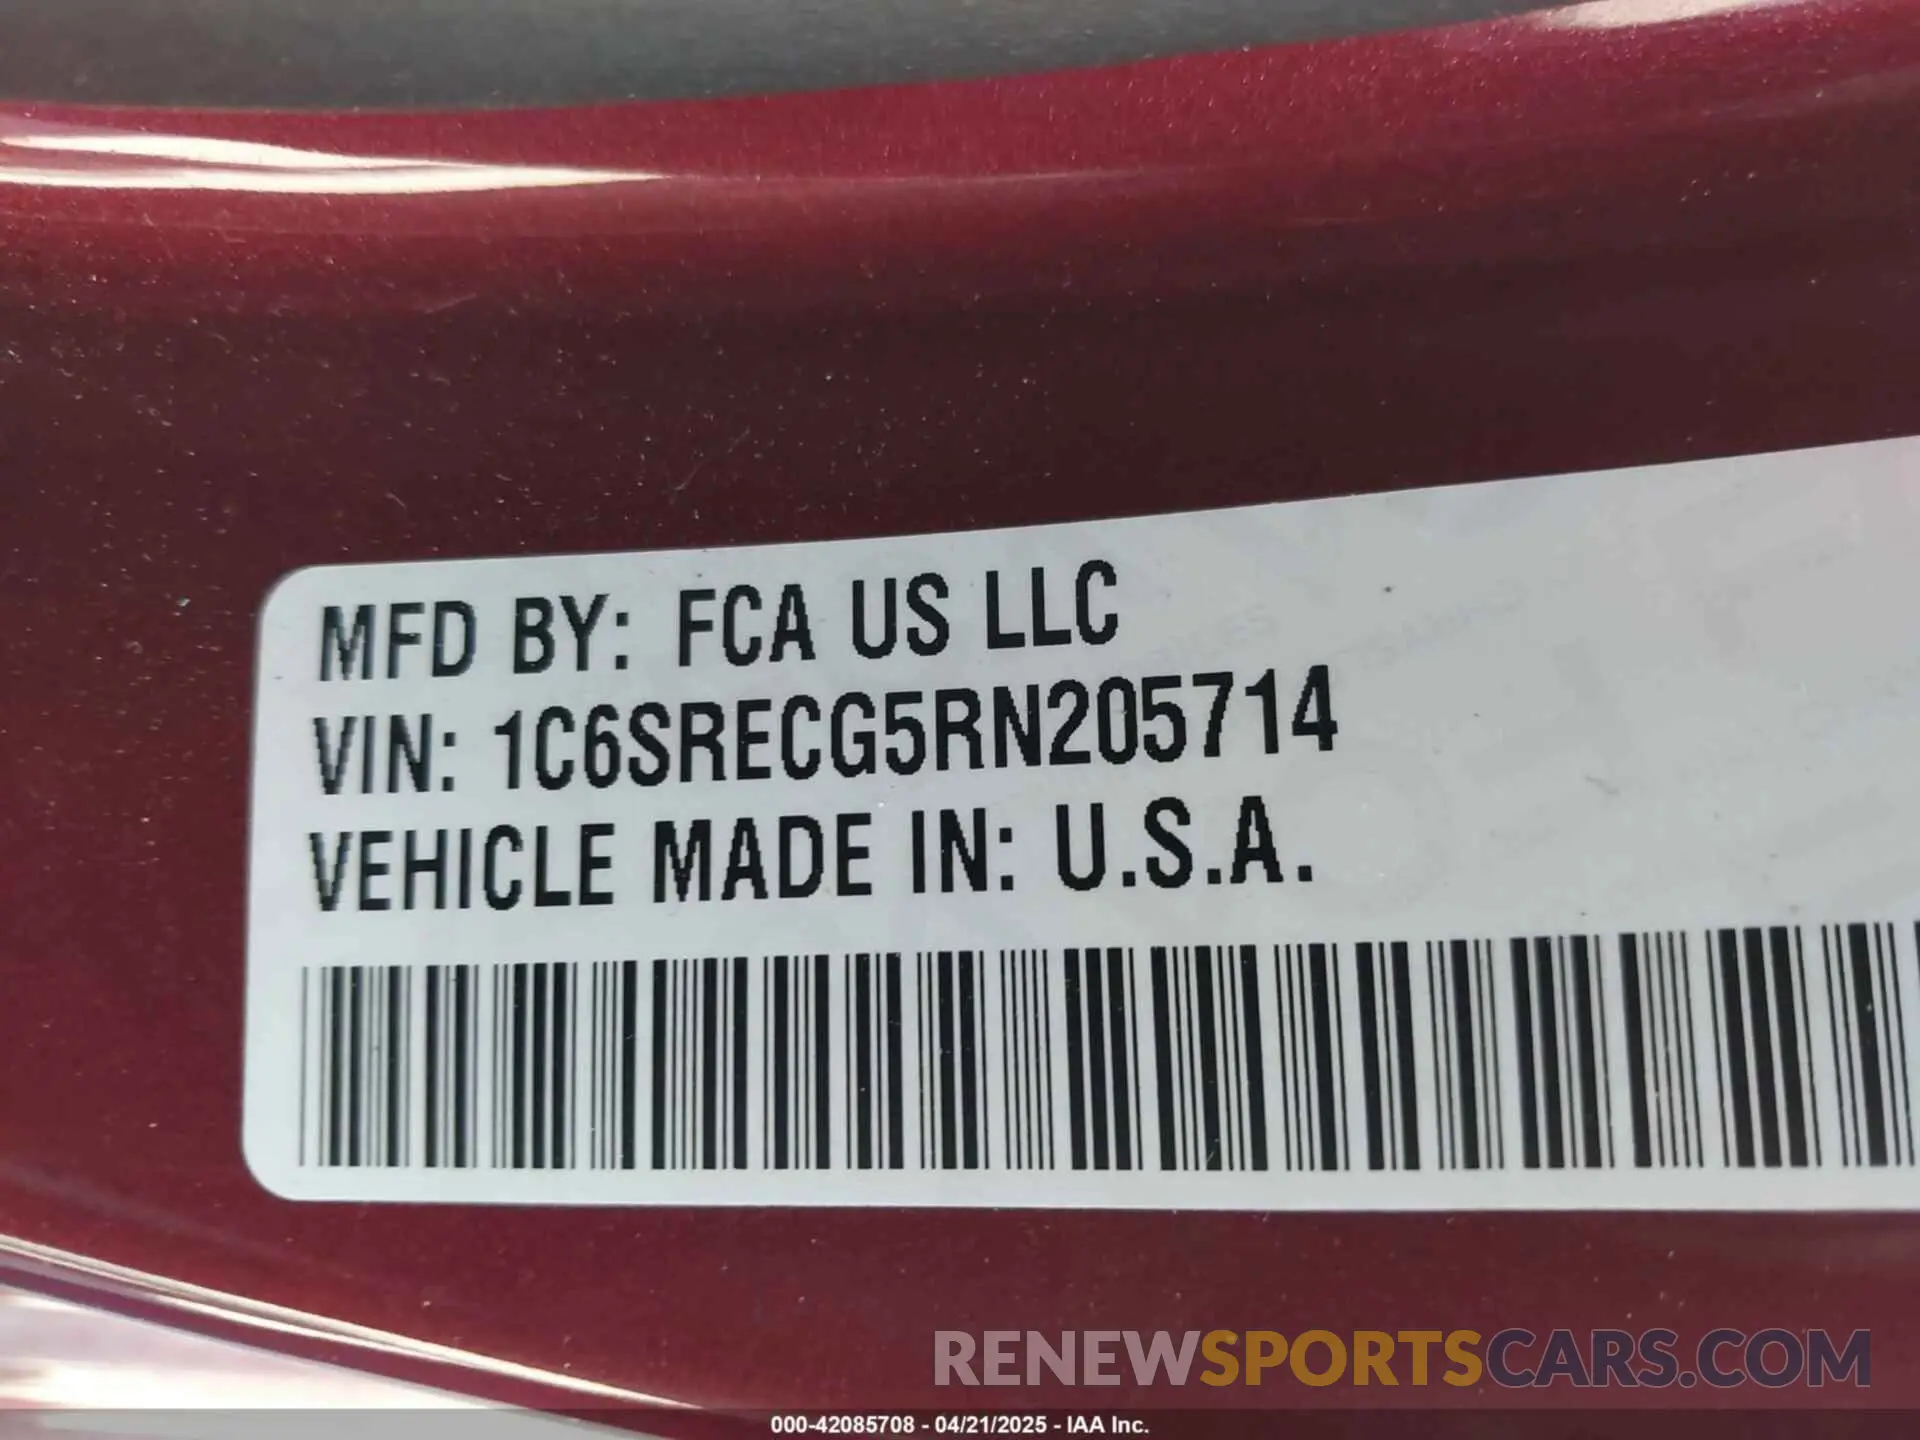 MFD BY: FCA US LLC
VIN: 1C6SRECG5RN205714
VEHICLE MADE IN: U.S.A.
RENEWSPORTSCARS.COM
000-42085708 - 04/21/2025 - IAA Inc.